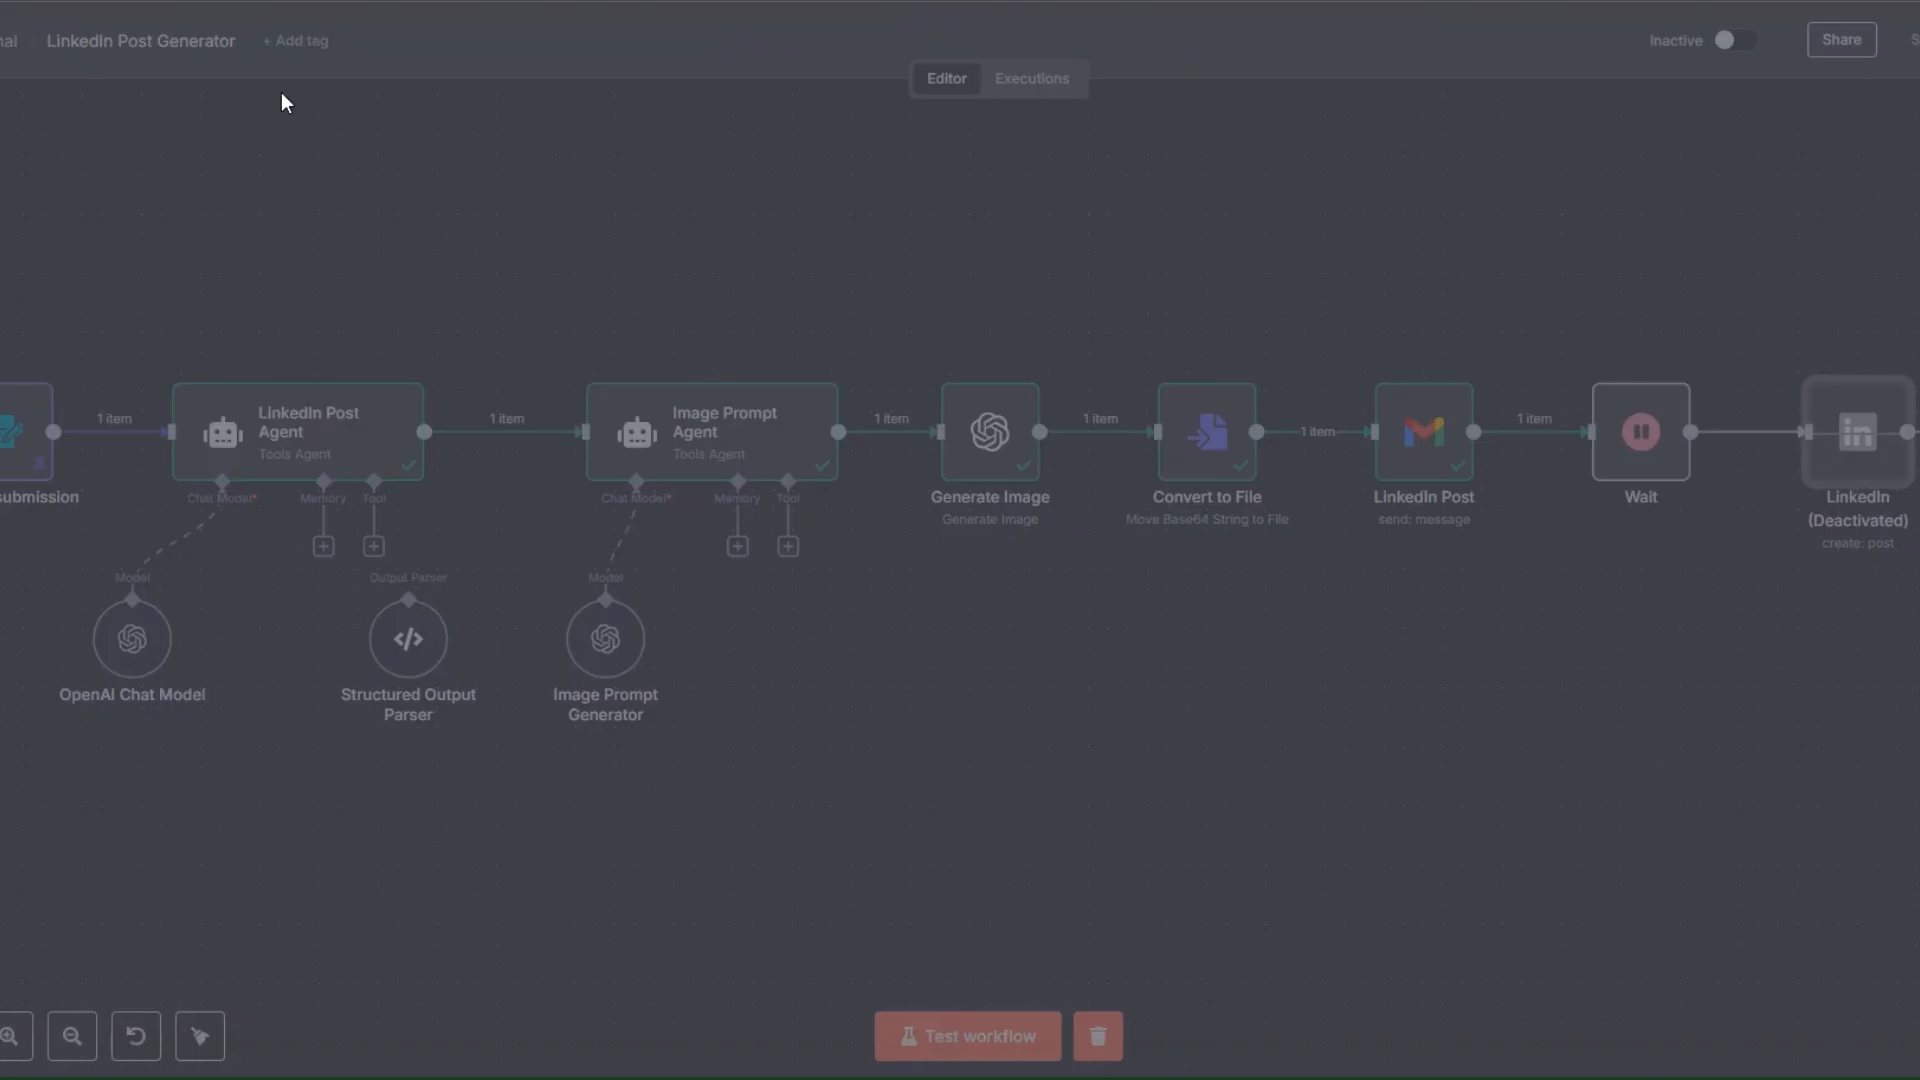 nal
LinkedIn Post Generator
+ Add tag
Inactive
Share
S
Editor
Executions
1 item
LinkedIn Post
Agent
Tools Agent
1 item
Image Prompt
Agent
Tools Agent
1 item
1 item
1 item
1 item
submission
Chat Model*
Memory
Tool
Chat Model*
Memory
Tool
Generate Image
Generate Image
Convert to File
Move Base64 String to File
LinkedIn Post
send: message
Wait
LinkedIn
(Deactivated)
create: post
Model
Output Parser
Model
OpenAI Chat Model
Structured Output
Parser
Image Prompt
Generator
Test workflow